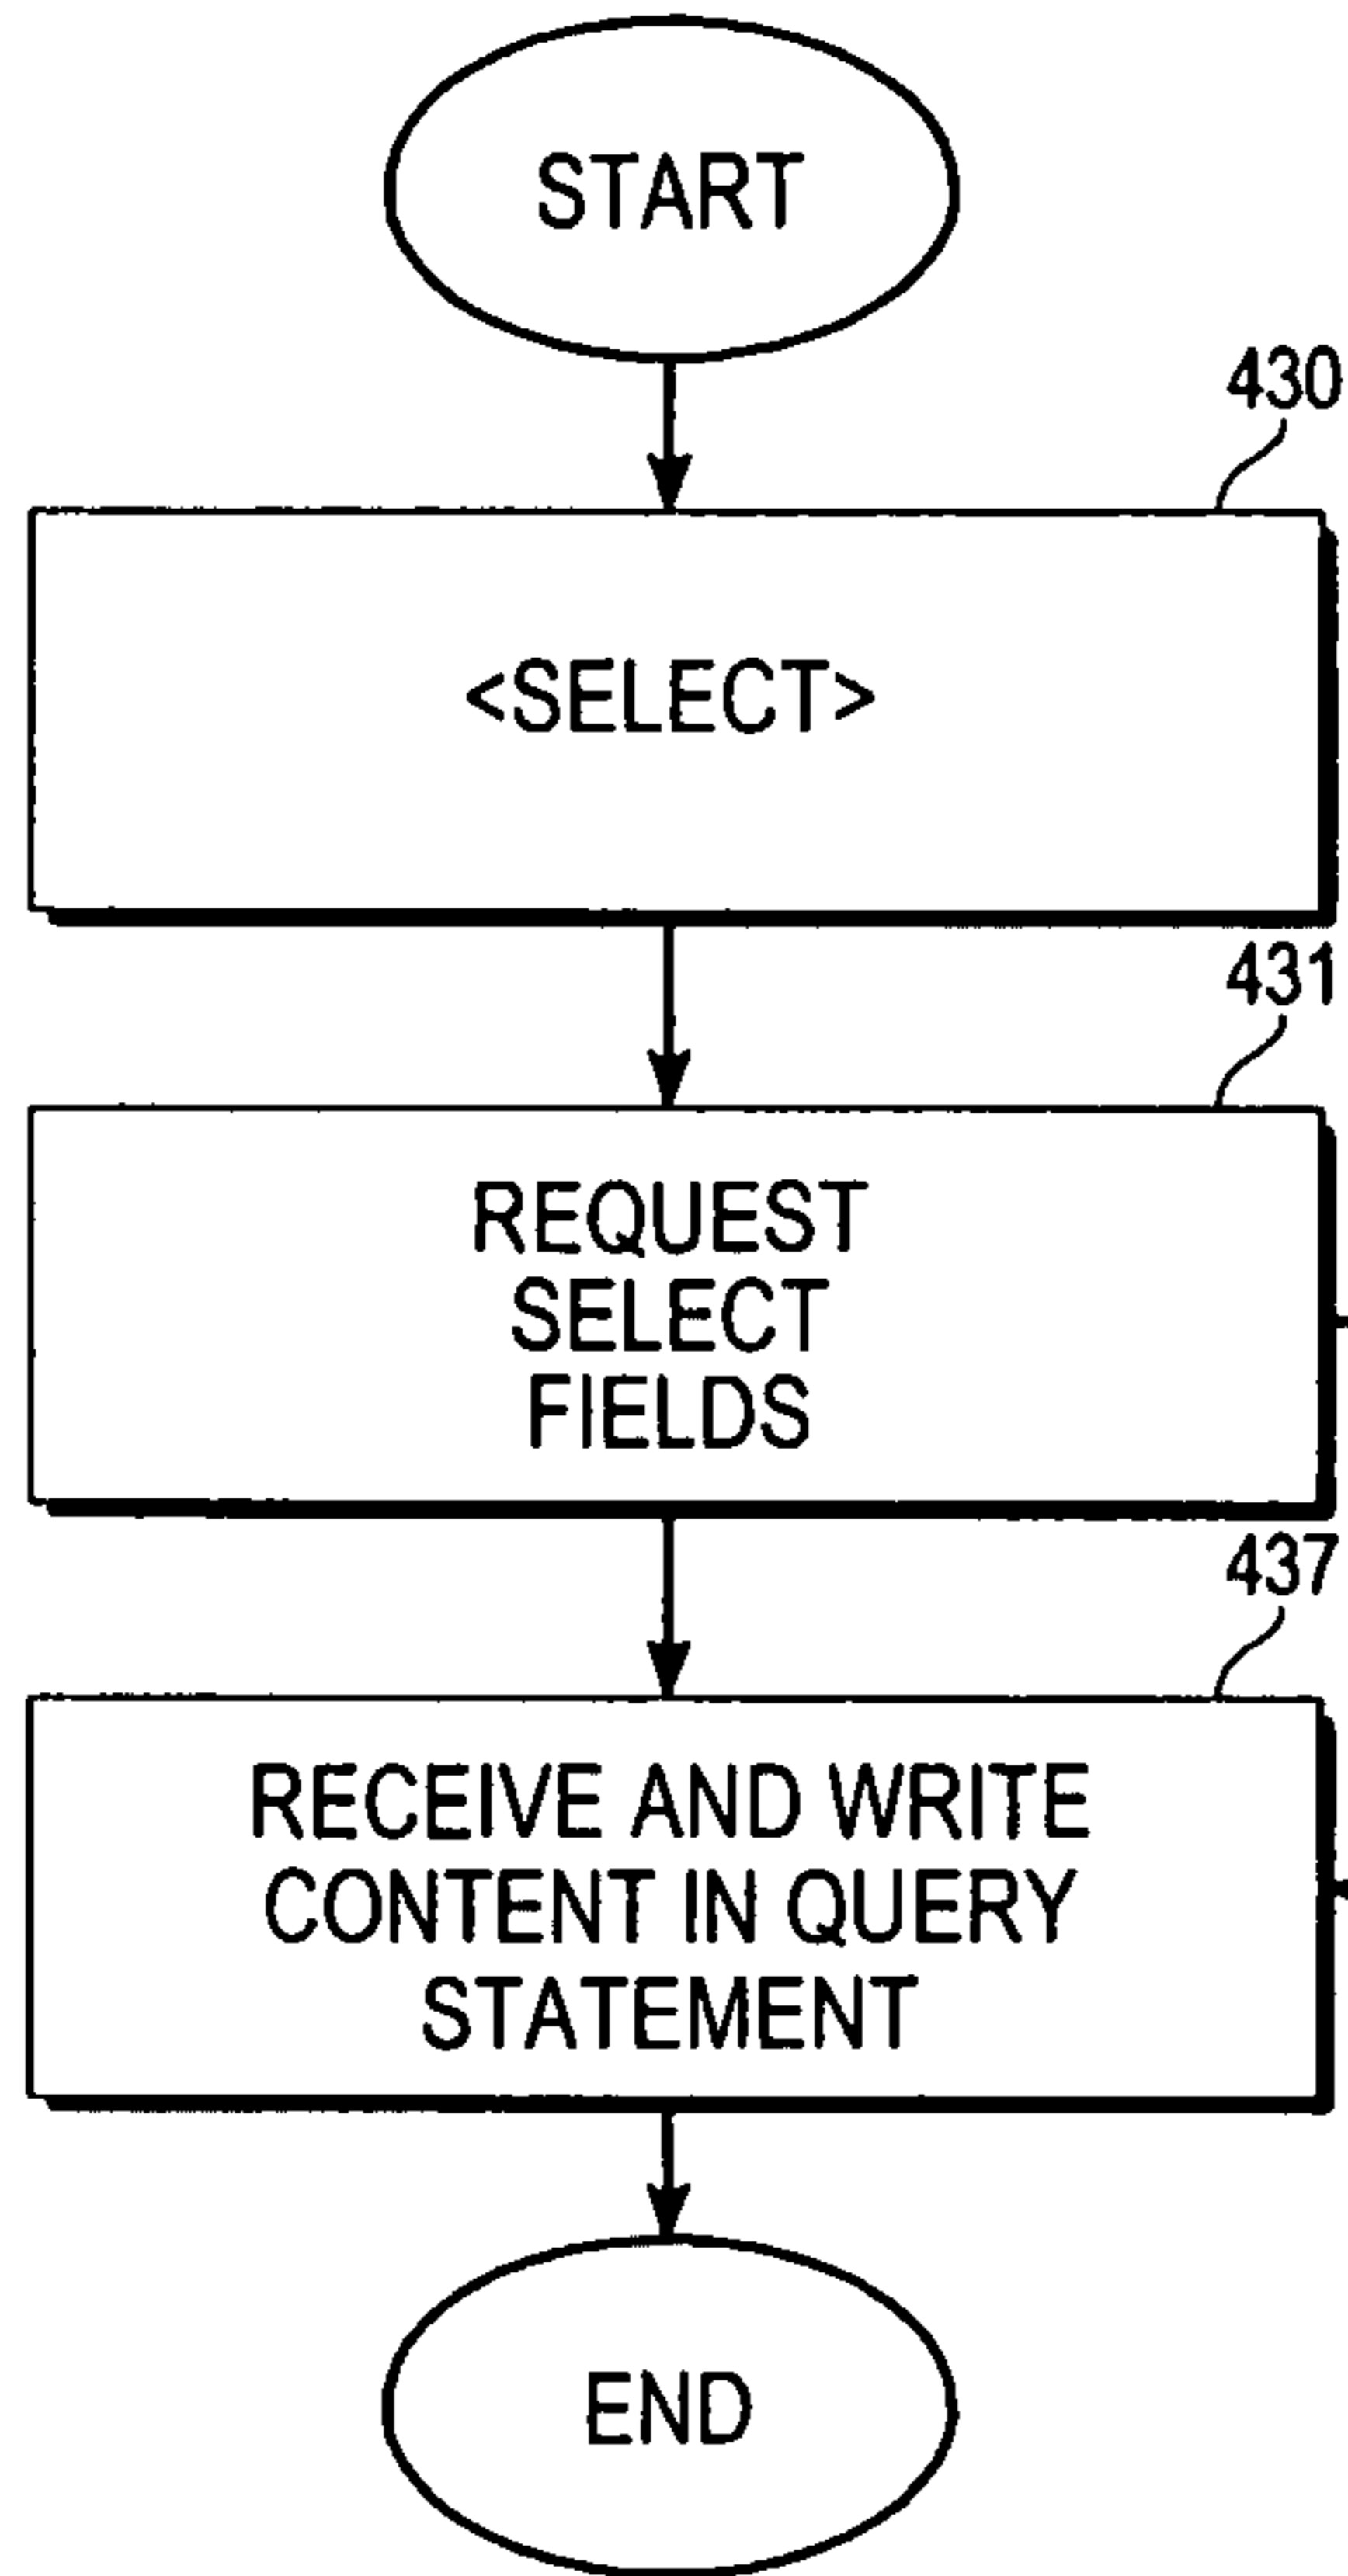 START
430
<SELECT>
431
REQUEST
SELECT
FIELDS
437
RECEIVE AND WRITE
CONTENT IN QUERY
STATEMENT
END